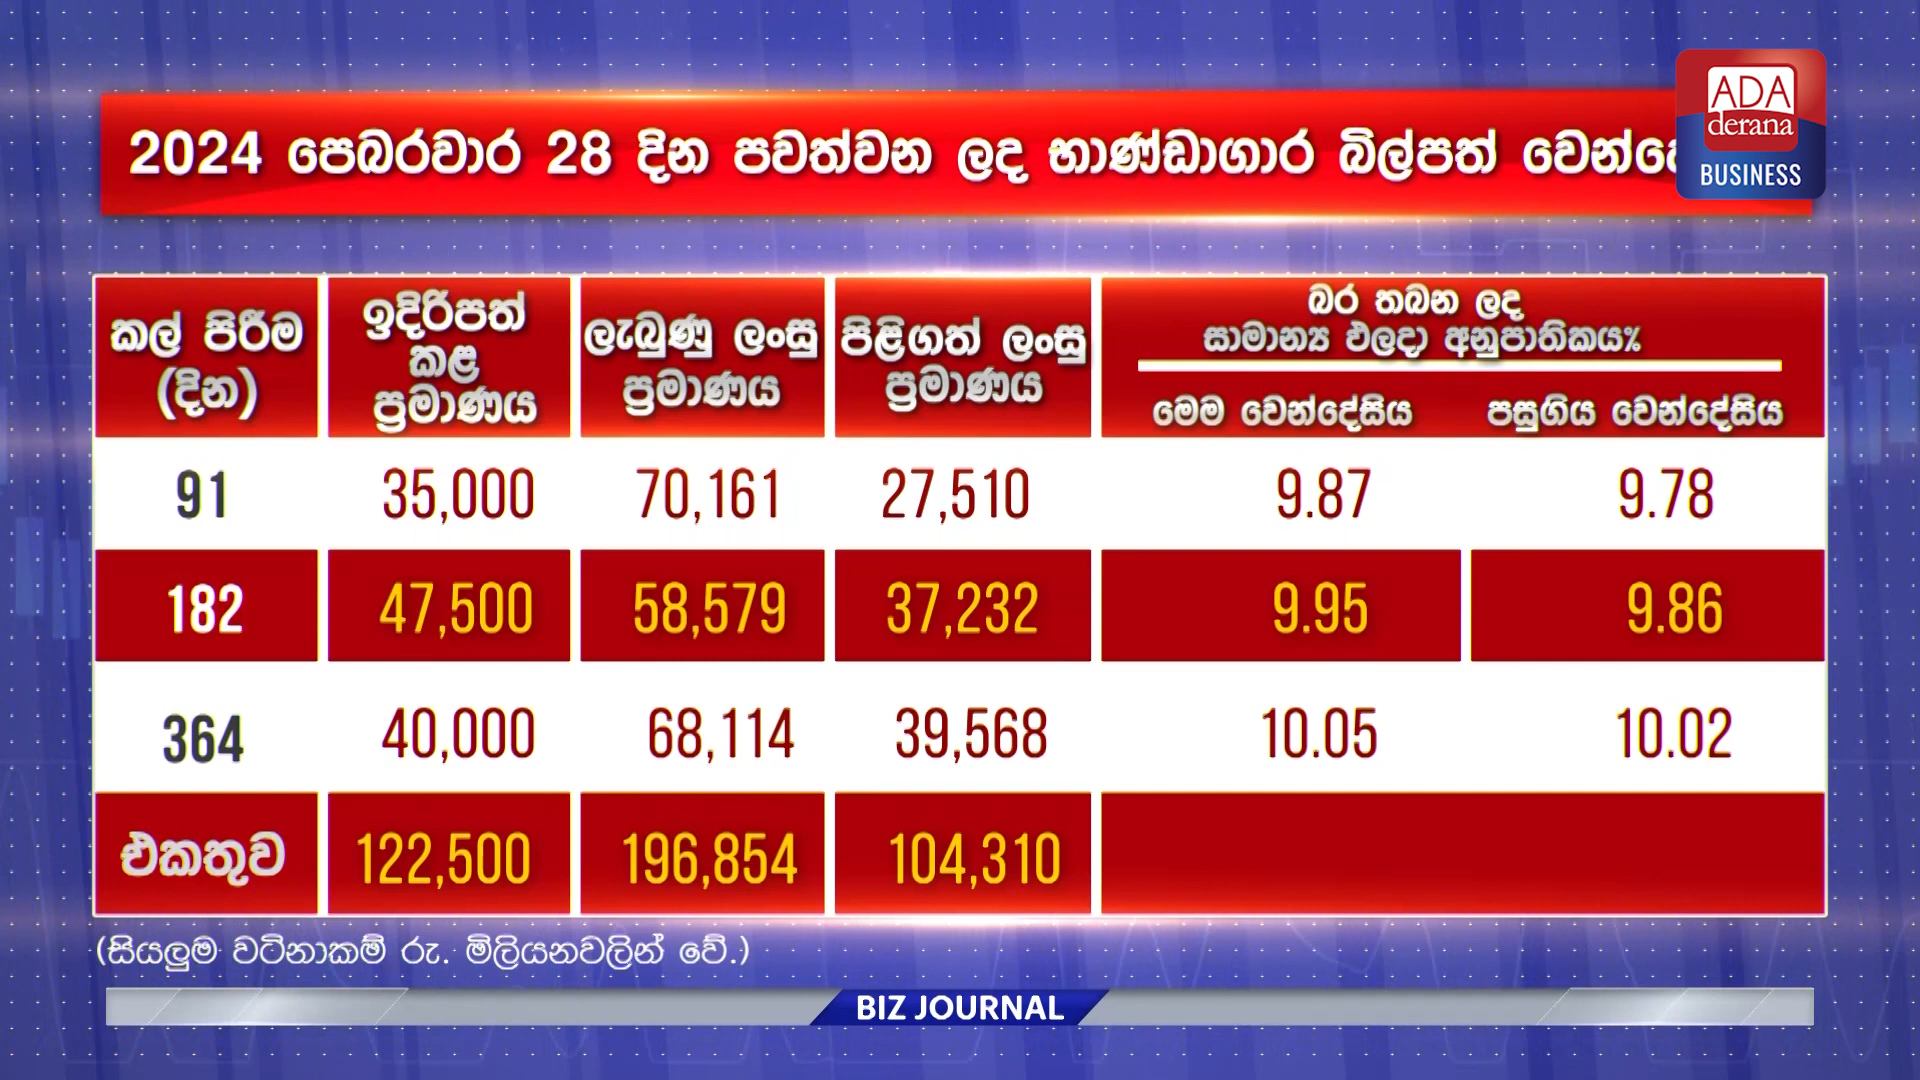 2024 පෙබරවාර 28 දින පවත්වන ලද භාණ්ඩාගාර බිල්පත්
ADA
derana
BUSINESS
කල් පිරීම
(දින)
ඉදිරිපත්
කළ
ප්‍රමාණය
ලැබුණු ලංසු
ප්‍රමාණය
පිළිගත් ලංසු
ප්‍රමාණය
බර තබන ලද
සාමාන්‍ය ඵලදා අනුපාතිකය%
මෙම වෙන්දේසිය පසුගිය වෙන්දේසිය
91 35,000 70,161 27,510 9.87 9.78
182 47,500 58,579 37,232 9.95 9.86
364 40,000 68,114 39,568 10.05 10.02
එකතුව 122,500 196,854 104,310
(සියලුම වටිනාකම් රු. මිලියනවලින් වේ.)
BIZ JOURNAL